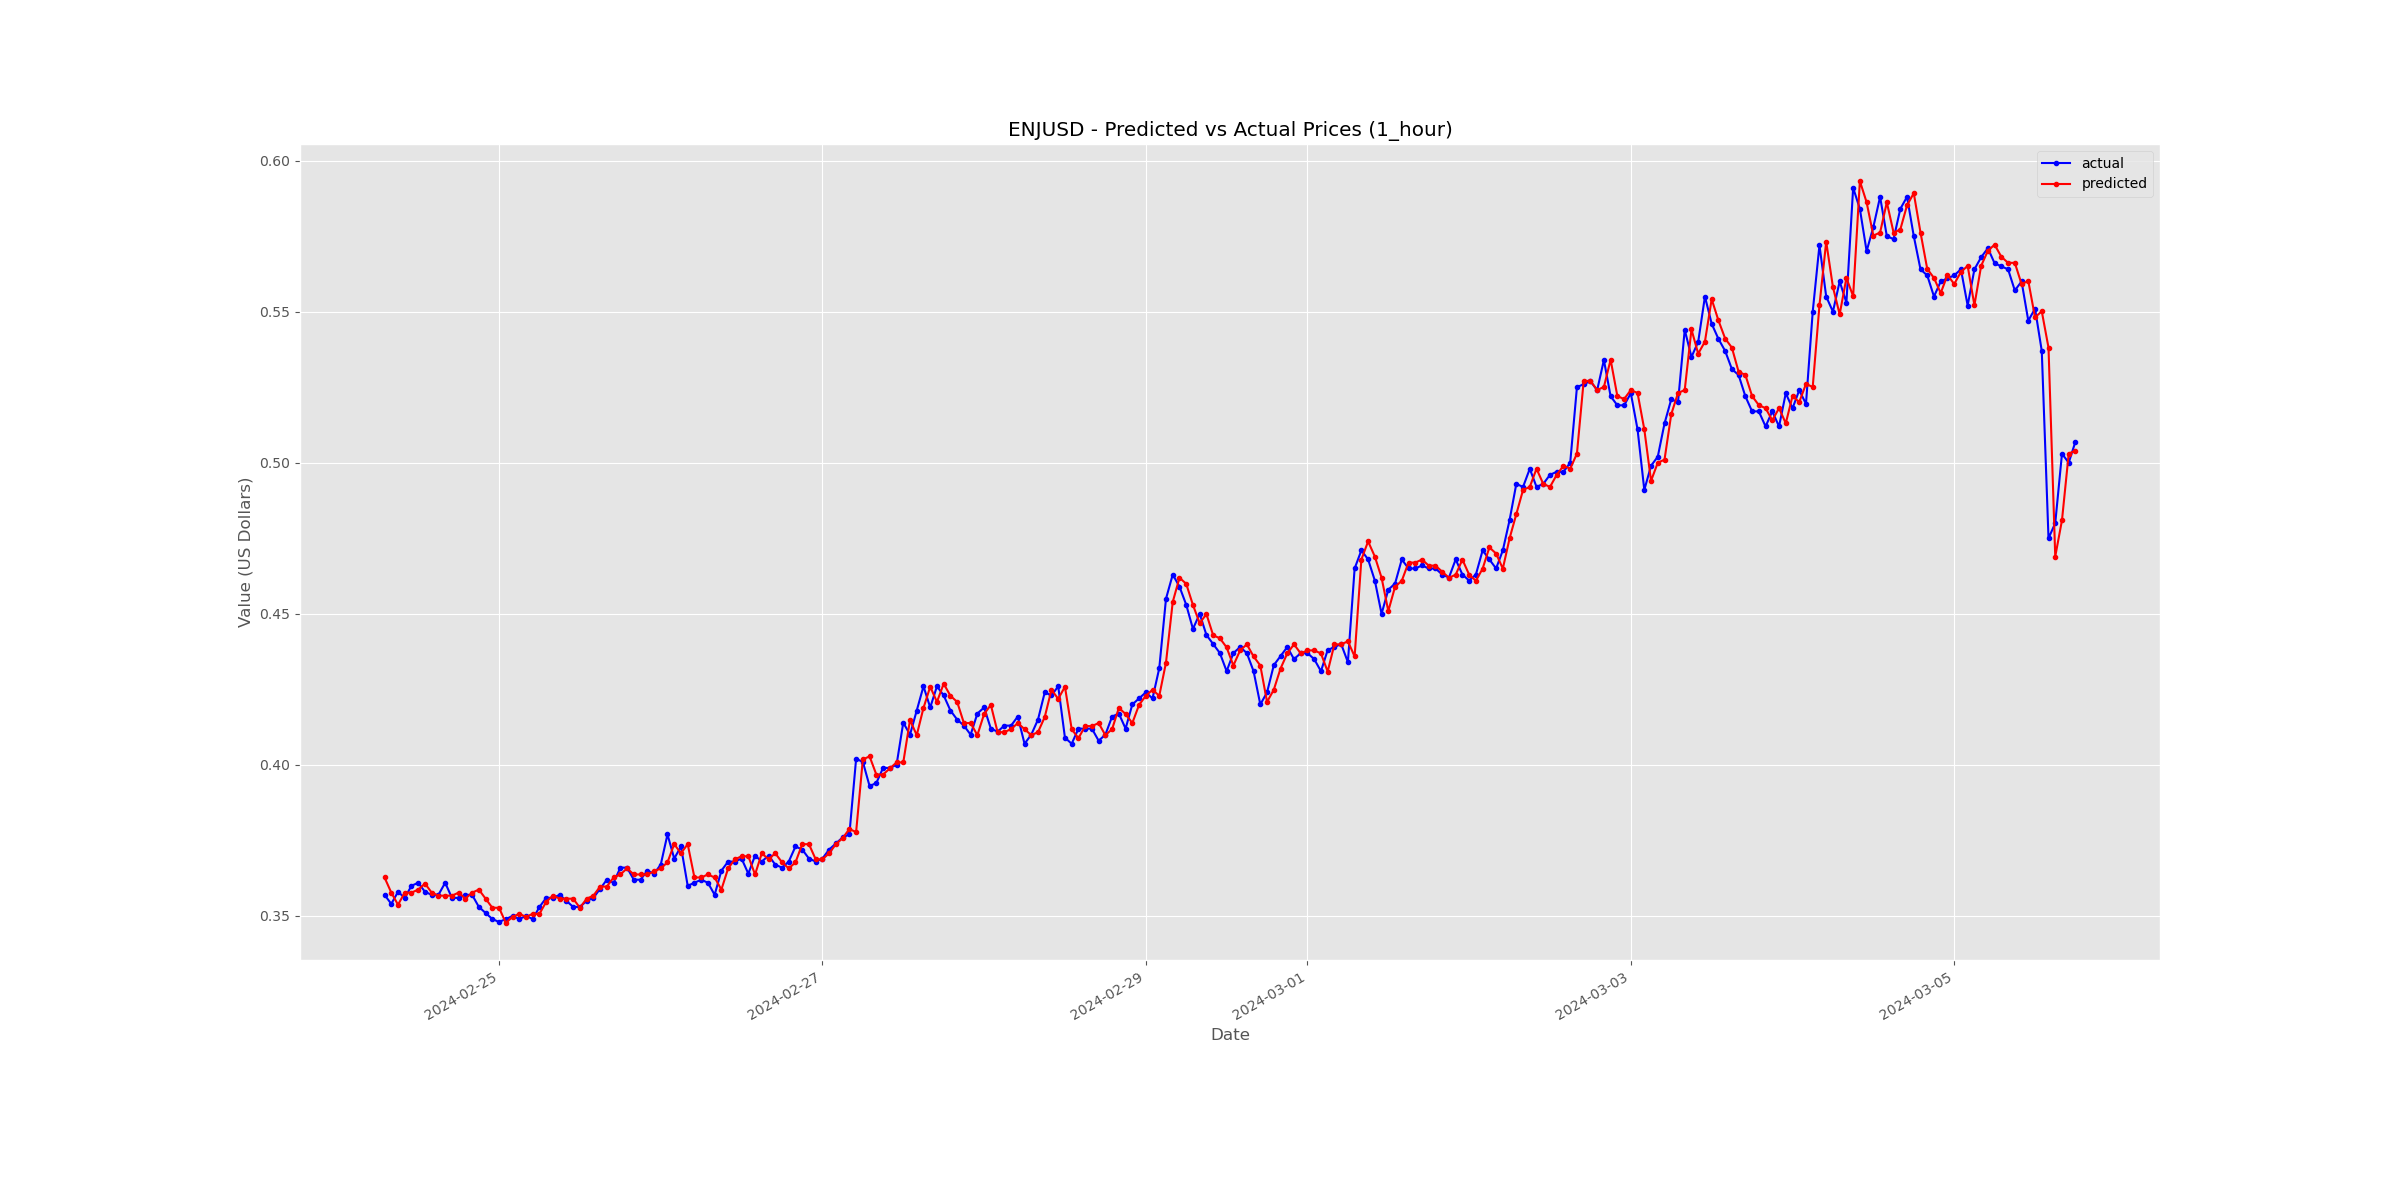 ENJUSD - Predicted vs Actual Prices (1_hour)
actual
predicted
Value (US Dollars)
0.60
0.55
0.50
0.45
0.40
0.35
2024-02-25
2024-02-27
2024-02-29
2024-03-01
2024-03-03
2024-03-05
Date